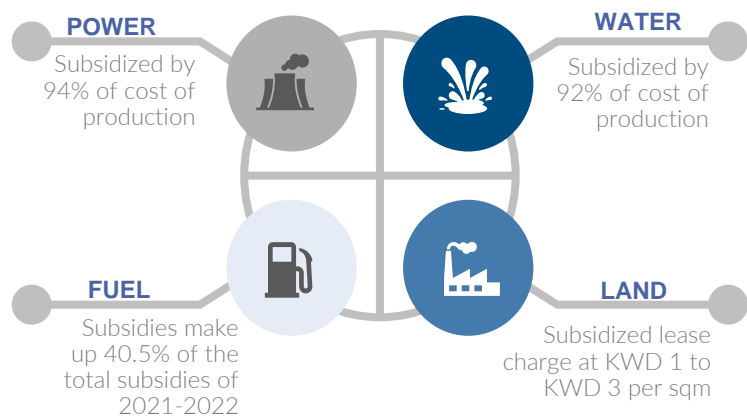 POWER
Subsidized by
94% of cost of
production
WATER
Subsidized by
92% of cost of
production
FUEL
Subsidies make
up 40.5% of the
total subsidies of
2021-2022
LAND
Subsidized lease
charge at KWD 1 to
KWD 3 per sqm